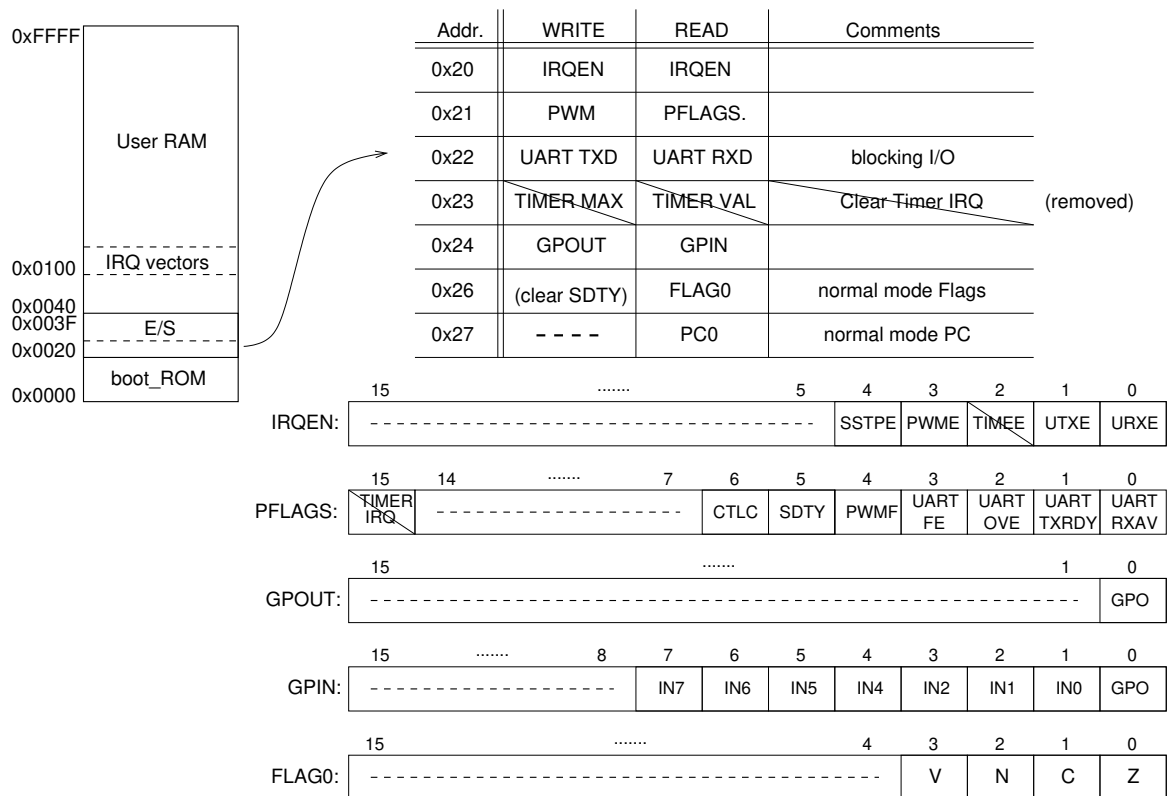 0xFFFF
User RAM
IRQ vectors
0x0100
0x0040
0x003F
E/S
0x0020
boot_ROM
0x0000
Addr. WRITE READ Comments
0x20 IRQEN IRQEN
0x21 PWM PFLAGS.
0x22 UART TXD UART RXD blocking I/O
0x23 TIMER MAX TIMER VAL Clear Timer IRQ (removed)
0x24 GPOUT GPIN
0x26 (clear SDTY) FLAG0 normal mode Flags
0x27 ---- PC0 normal mode PC
15 ....... 5 4 3 2 1 0
IRQEN: SSTPE PWME TIMEE UTXE URXE
15 14 ....... 7 6 5 4 3 2 1 0
PFLAGS: TIMER IRQ CTLC SDTY PWMF UART FE UART OVE UART TXRDY UART RXAV
15 ....... 1 0
GPOUT: GPO
15 ....... 8 7 6 5 4 3 2 1 0
GPIN: IN7 IN6 IN5 IN4 IN2 IN1 IN0 GPO
15 ....... 4 3 2 1 0
FLAG0: V N C Z